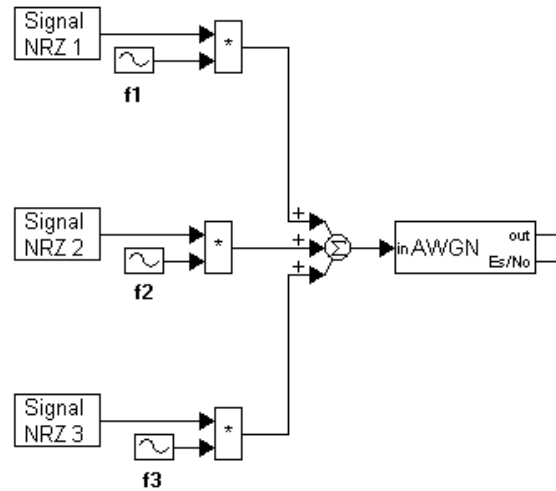 Signal
NRZ 1
*
f1
Signal
NRZ 2
*
f2
+
+
+
Σ
in AWGN
out
Es/No
Signal
NRZ 3
*
f3